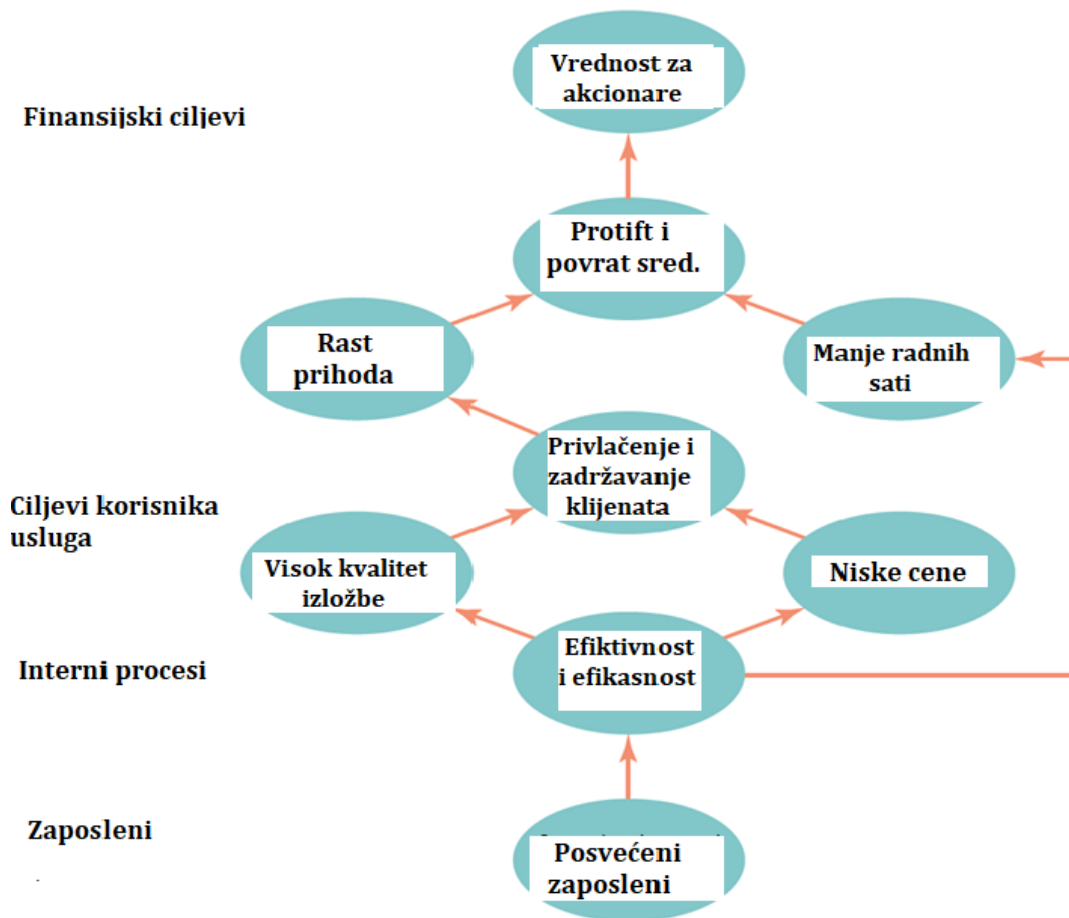 Vrednost za
akcionare
Finansijski ciljevi
Protift i
povrat sred.
Rast
prihoda
Manje radnih
sati
Privlačenje i
zadržavanje
klijenata
Ciljevi korisnika
usluga
Visok kvalitet
izložbe
Niske cene
Efiktivnost
i efikasnost
Interni procesi
Zaposleni
Posvećeni
zaposleni